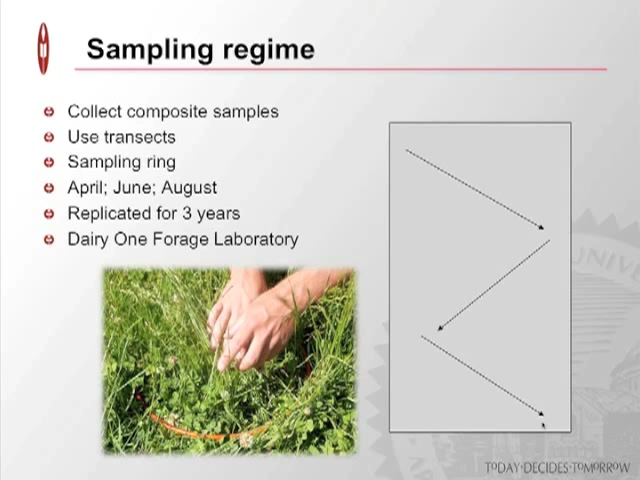 Sampling regime
Collect composite samples
Use transects
Sampling ring
April; June; August
Replicated for 3 years
Dairy One Forage Laboratory
UNIVE
TODAY·DECIDES·TOMORROW